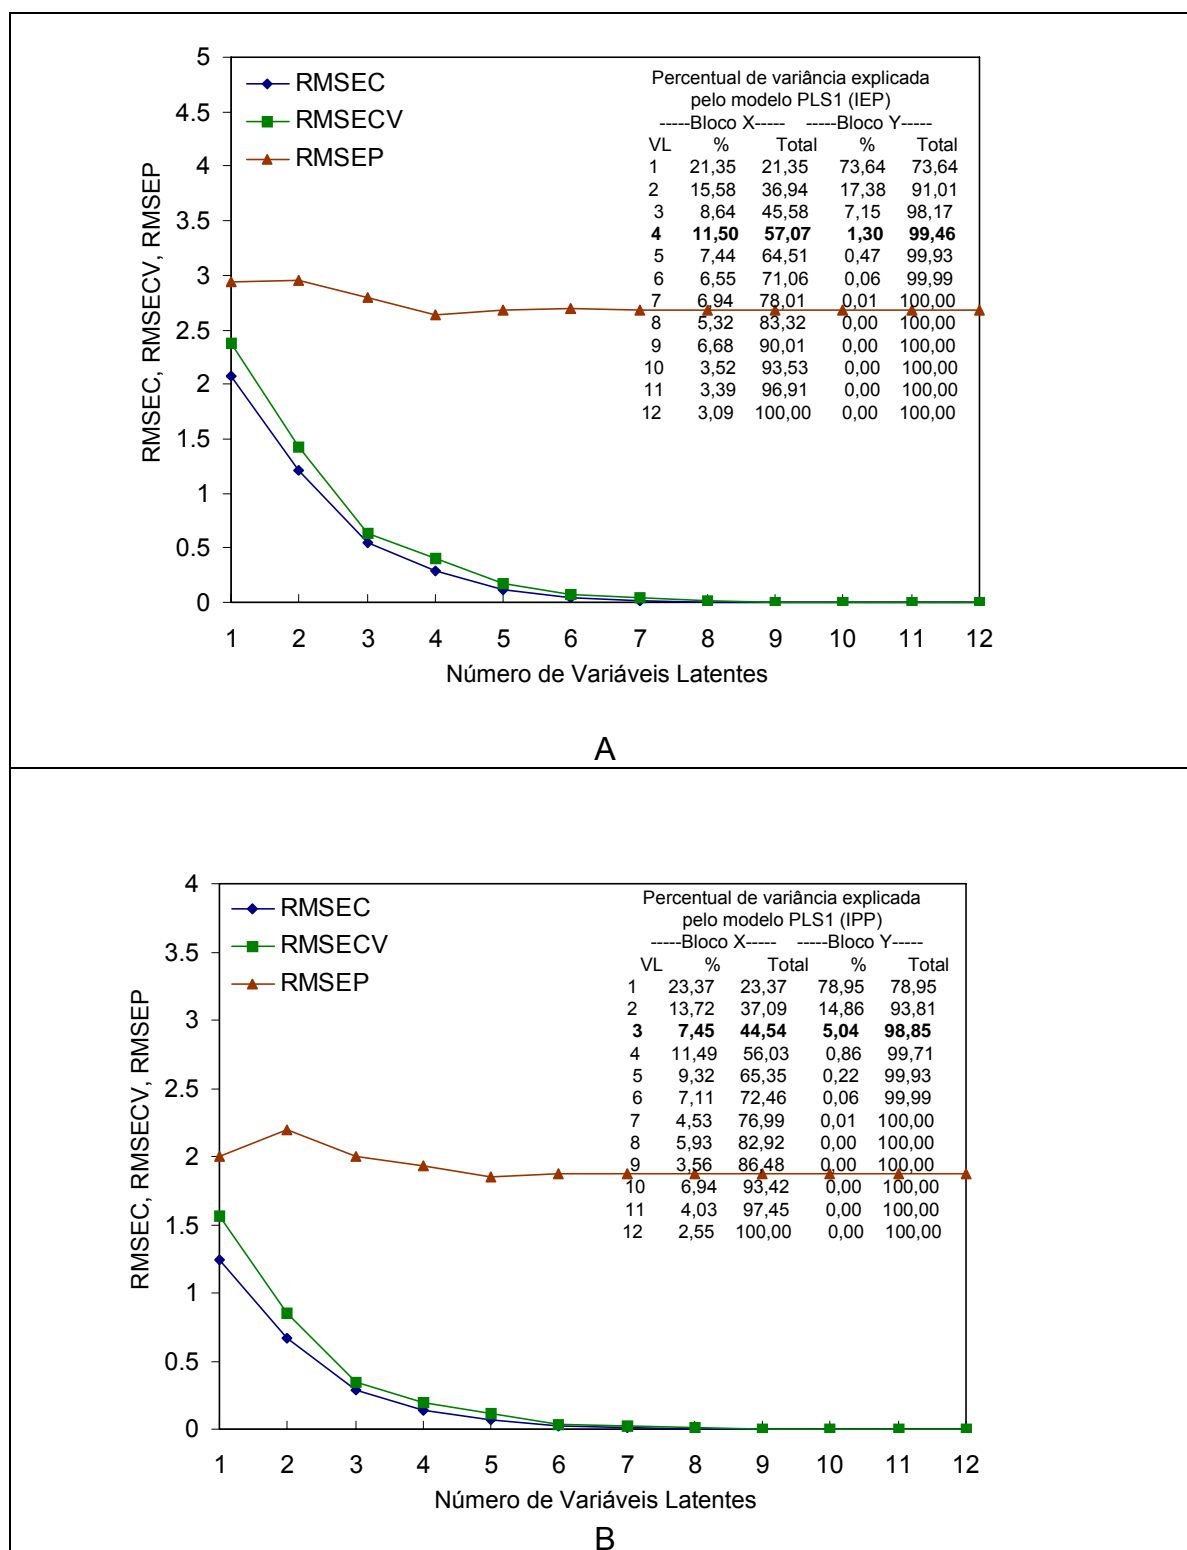 RMSEC, RMSECV, RMSEP
5
4.5
4
3.5
3
2.5
2
1.5
1
0.5
0
RMSEC
RMSECV
RMSEP
Percentual de variância explicada
pelo modelo PLS1 (IEP)
-----Bloco X----- -----Bloco Y-----
VL % Total % Total
1 21,35 21,35 73,64 73,64
2 15,58 36,94 17,38 91,01
3 8,64 45,58 7,15 98,17
4 11,50 57,07 1,30 99,46
5 7,44 64,51 0,47 99,93
6 6,55 71,06 0,06 99,99
7 6,94 78,01 0,01 100,00
8 5,32 83,32 0,00 100,00
9 6,68 90,01 0,00 100,00
10 3,52 93,53 0,00 100,00
11 3,39 96,91 0,00 100,00
12 3,09 100,00 0,00 100,00
1 2 3 4 5 6 7 8 9 10 11 12
Número de Variáveis Latentes
A
RMSEC, RMSECV, RMSEP
4
3.5
3
2.5
2
1.5
1
0.5
0
RMSEC
RMSECV
RMSEP
Percentual de variância explicada
pelo modelo PLS1 (IPP)
-----Bloco X----- -----Bloco Y-----
VL % Total % Total
1 23,37 23,37 78,95 78,95
2 13,72 37,09 14,86 93,81
3 7,45 44,54 5,04 98,85
4 11,49 56,03 0,86 99,71
5 9,32 65,35 0,22 99,93
6 7,11 72,46 0,06 99,99
7 4,53 76,99 0,01 100,00
8 5,93 82,92 0,00 100,00
9 3,56 86,48 0,00 100,00
10 6,94 93,42 0,00 100,00
11 4,03 97,45 0,00 100,00
12 2,55 100,00 0,00 100,00
1 2 3 4 5 6 7 8 9 10 11 12
Número de Variáveis Latentes
B